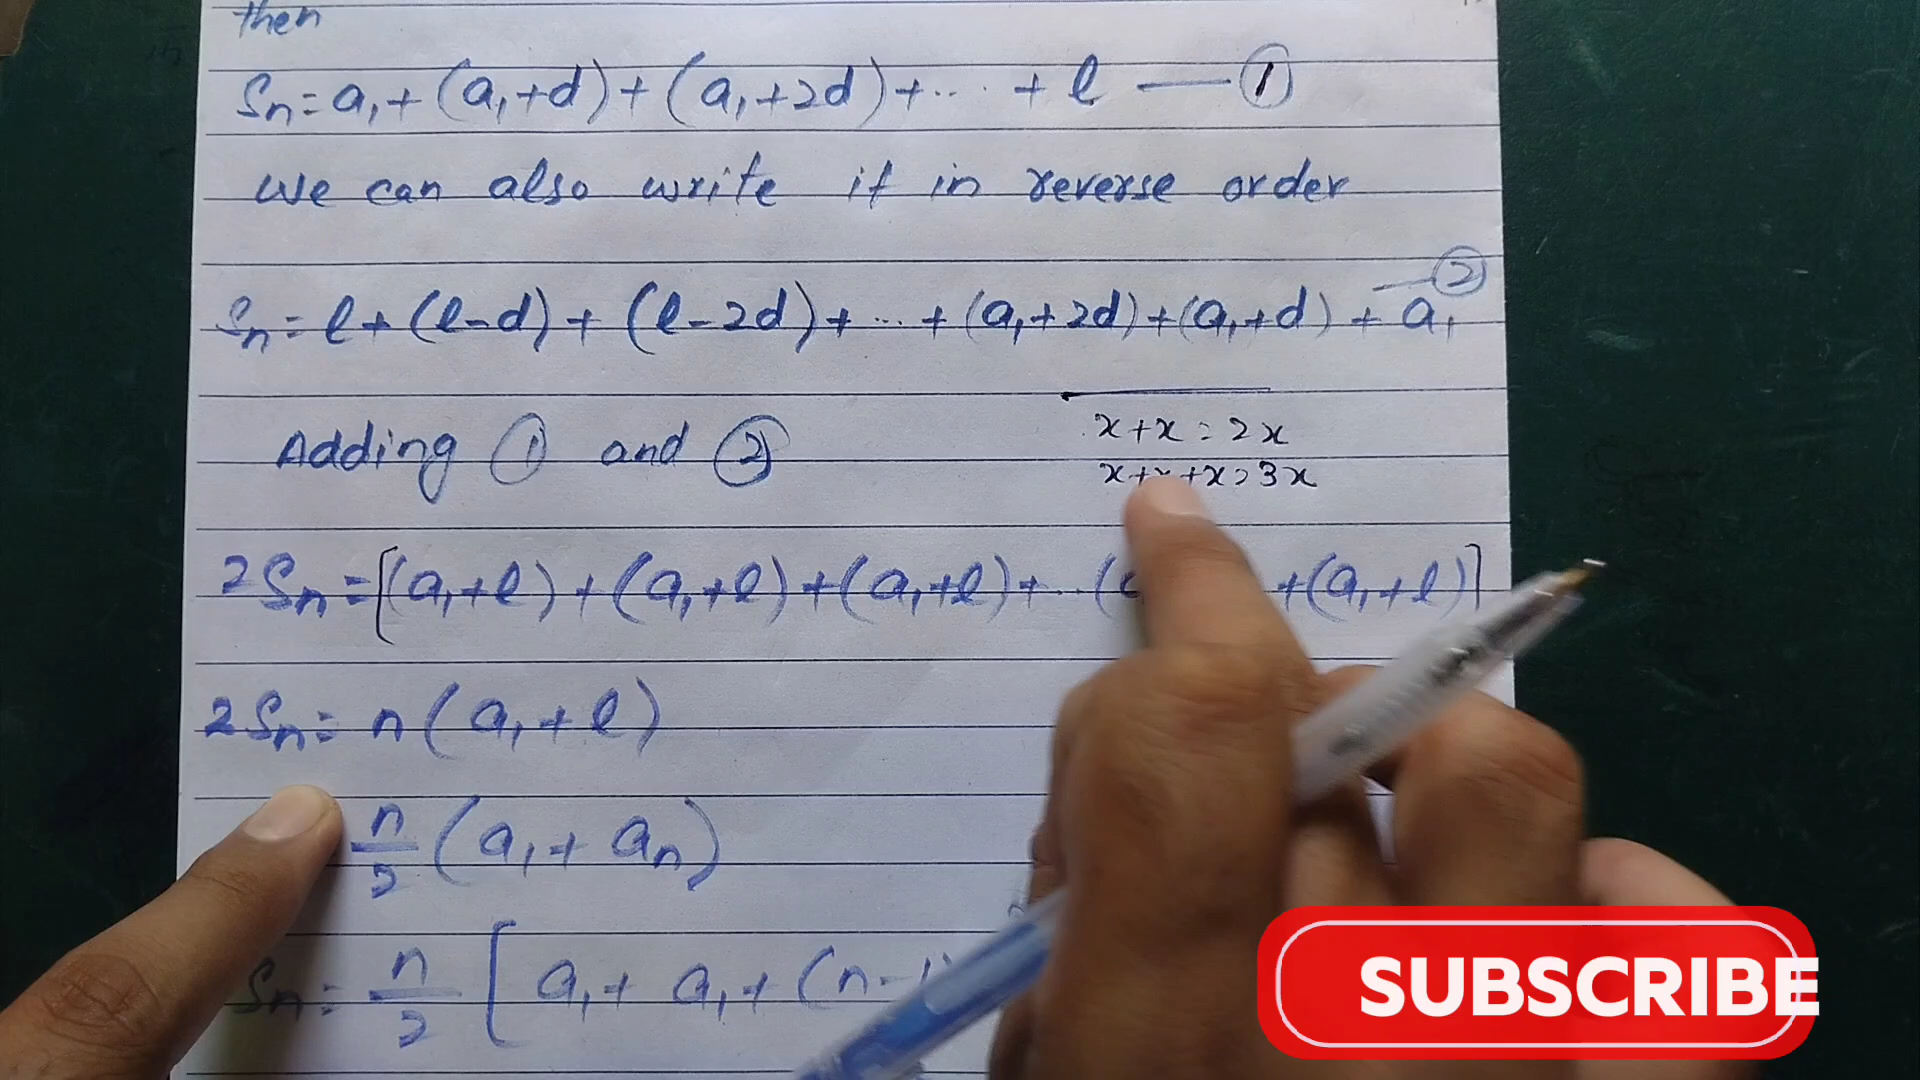 then
Sn = a₁ + (a₁+d) + (a₁+2d) + ... + l — ①
We can also write it in reverse order
Sn = l + (l-d) + (l-2d) + ... + (a₁+2d) + (a₁+d) + a₁ — ②
Adding ① and ②
x+x = 2x
x+x+x = 3x
2Sn = [(a₁+l) + (a₁+l) + (a₁+l) + ... ( + (a₁+l)]
2Sn = n(a₁+l)
n/2 (a₁ + an)
Sn = n/2 [a₁ + a₁ + (n-1)
SUBSCRIBE